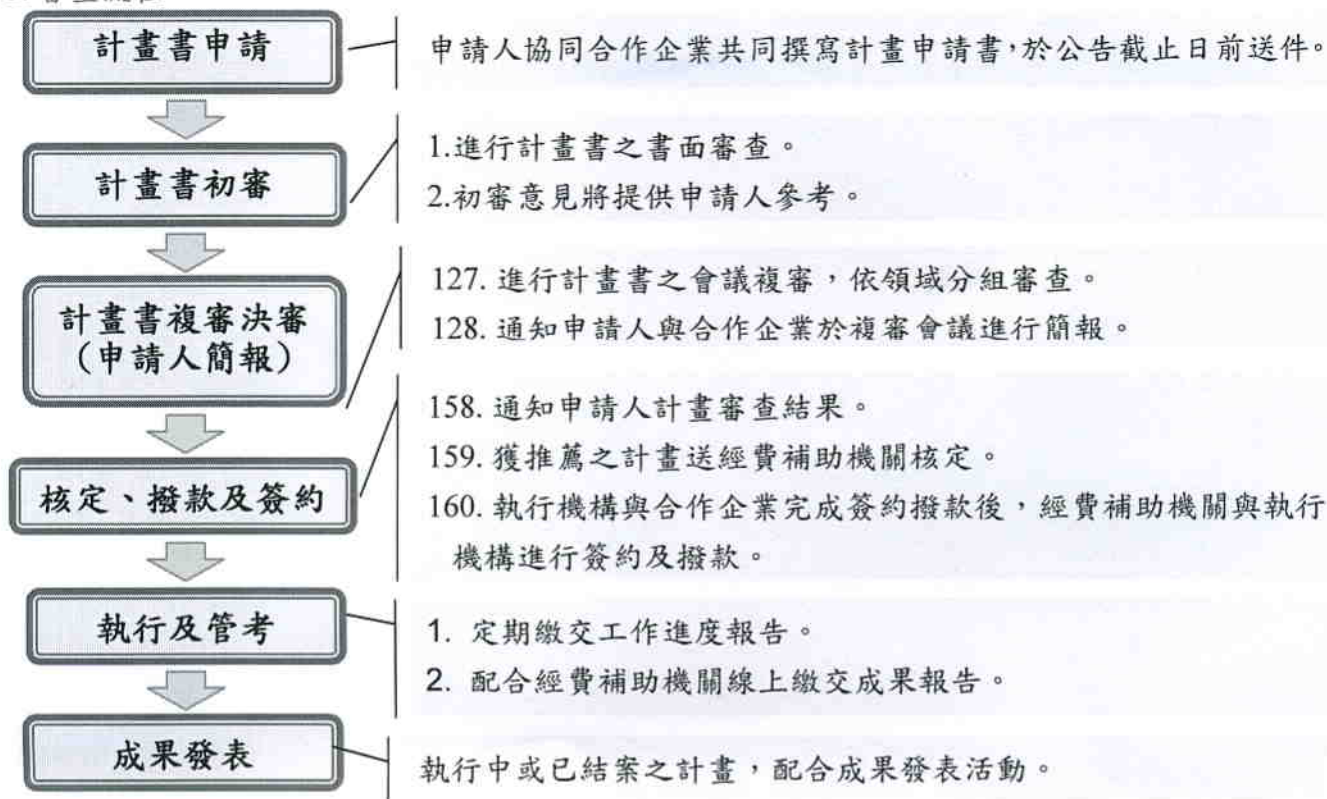 計畫書申請
申請人協同合作企業共同撰寫計畫申請書，於公告截止日前送件。
計畫書初審
1.進行計畫書之書面審查。
2.初審意見將提供申請人參考。
計畫書複審決審
(申請人簡報)
127. 進行計畫書之會議複審，依領域分組審查。
128. 通知申請人與合作企業於複審會議進行簡報。
核定、撥款及簽約
158. 通知申請人計畫審查結果。
159. 獲推薦之計畫送經費補助機關核定。
160. 執行機構與合作企業完成簽約撥款後，經費補助機關與執行
機構進行簽約及撥款。
執行及管考
1. 定期繳交工作進度報告。
2. 配合經費補助機關線上繳交成果報告。
成果發表
執行中或已結案之計畫，配合成果發表活動。